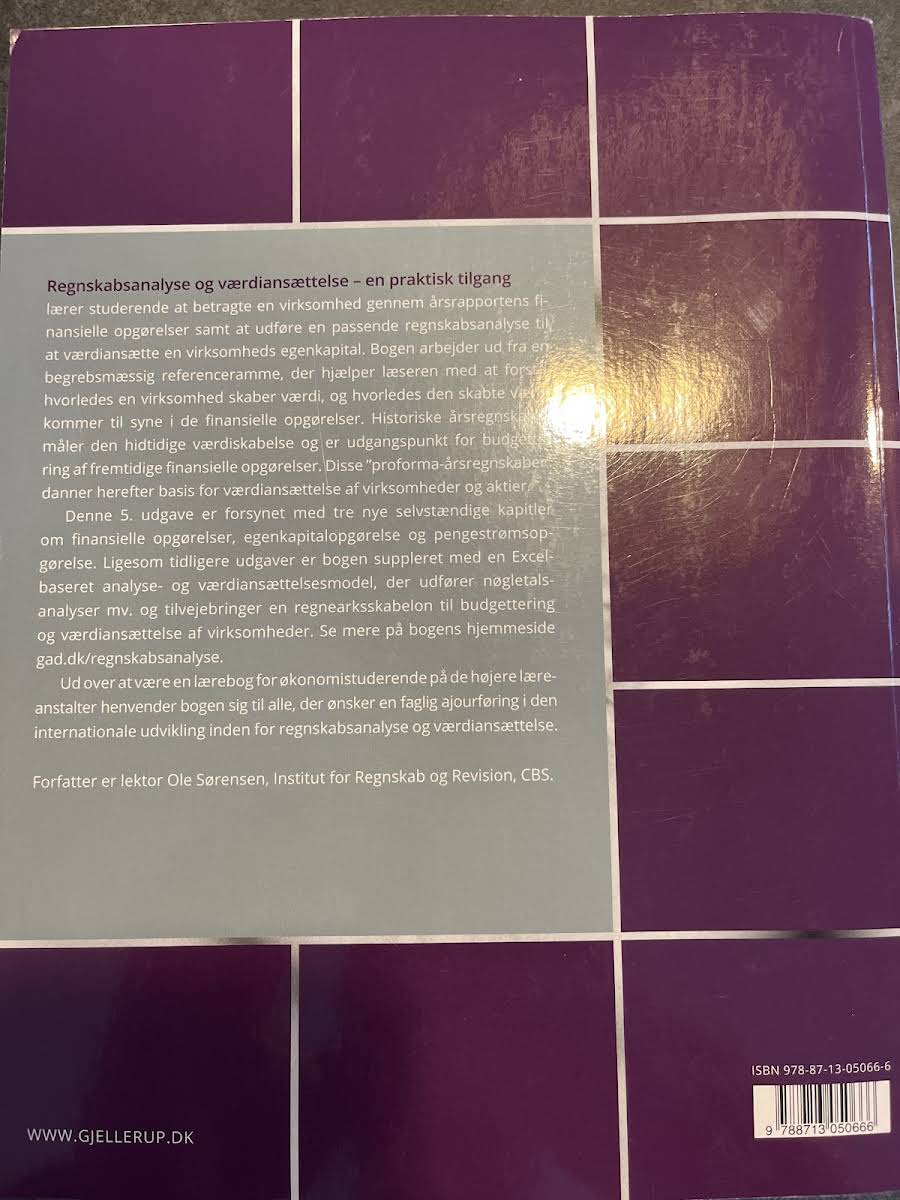 Regnskabsanalyse og værdiansættelse – en praktisk tilgang
lærer studerende at betragte en virksomhed gennem årsrapportens fi-
nansielle opgørelser samt at udføre en passende regnskabsanalyse til
at værdiansætte en virksomheds egenkapital. Bogen arbejder ud fra en
begrebsmæssig referenceramme, der hjælper læseren med at
hvorledes en virksomhed skaber værdi, og hvorledes den skabte
kommer til syne i de finansielle opgørelser. Historiske
måler den hidtidige værdiskabelse og er udgangspunkt for budgette-
ring af fremtidige finansielle opgørelser. Disse "proforma-årsregnskaber"
danner herefter basis for værdiansættelse af virksomheder og aktier.
Denne 5. udgave er forsynet med tre nye selvstændige kapitler
om finansielle opgørelser, egenkapitalopgørelse og pengestrømsop-
gørelse. Ligesom tidligere udgaver er bogen suppleret med en Excel-
baseret analyse- og værdiansættelsesmodel, der udfører nøgletals-
analyser mv. og tilvejebringer en regnearksskabelon til budgettering
og værdiansættelse af virksomheder. Se mere på bogens hjemmeside
gad.dk/regnskabsanalyse.
Ud over at være en lærebog for økonomistuderende på de højere lære-
anstalter henvender bogen sig til alle, der ønsker en faglig ajourføring i den
internationale udvikling inden for regnskabsanalyse og værdiansættelse.
Forfatter er lektor Ole Sørensen, Institut for Regnskab og Revision, CBS.
ISBN 978-87-13-05066-6
9 788713 050666
WWW.GJELLERUP.DK